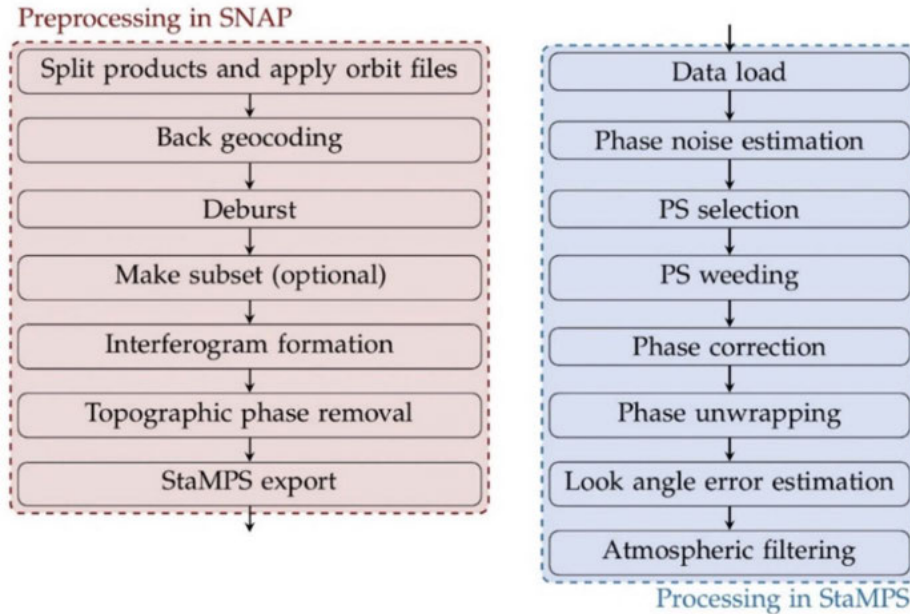 Preprocessing in SNAP
Split products and apply orbit files
Back geocoding
Deburst
Make subset (optional)
Interferogram formation
Topographic phase removal
StaMPS export
Data load
Phase noise estimation
PS selection
PS weeding
Phase correction
Phase unwrapping
Look angle error estimation
Atmospheric filtering
Processing in StaMPS